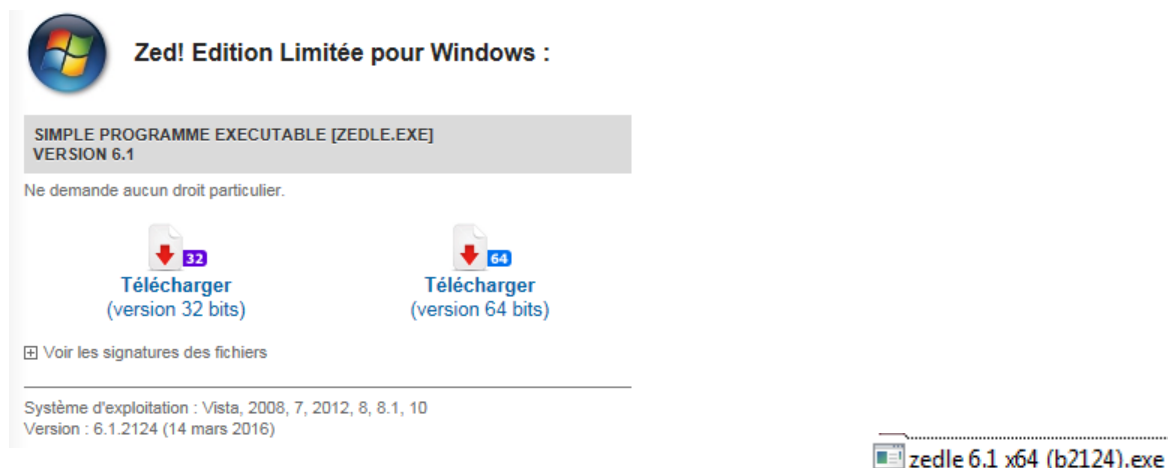 Zed! Edition Limitée pour Windows :
SIMPLE PROGRAMME EXECUTABLE [ZEDLE.EXE]
VERSION 6.1
Ne demande aucun droit particulier.
32
64
Télécharger
Télécharger
(version 32 bits)
(version 64 bits)
Voir les signatures des fichiers
Système d'exploitation : Vista, 2008, 7, 2012, 8, 8.1, 10
Version : 6.1.2124 (14 mars 2016)
zedle 6.1 x64 (b2124).exe